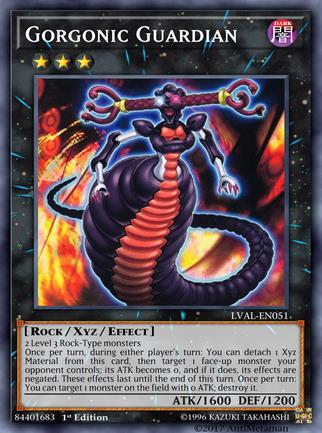 Gorgonic Guardian
DARK
闇
LVAL-EN051
[Rock / Xyz / Effect]
2 Level 3 Rock-Type monsters
Once per turn, during either player's turn: You can detach 1 Xyz
Material from this card, then target 1 face-up monster your
opponent controls; its ATK becomes 0, and if it does, its effects
are negated. These effects last until the end of this turn. Once per turn:
You can target 1 monster on the field with 0 ATK; destroy it.
ATK/1600 DEF/1200
84401683 1st Edition ©1996 KAZUKI TAKAHASHI
©2017 AntiMetaman